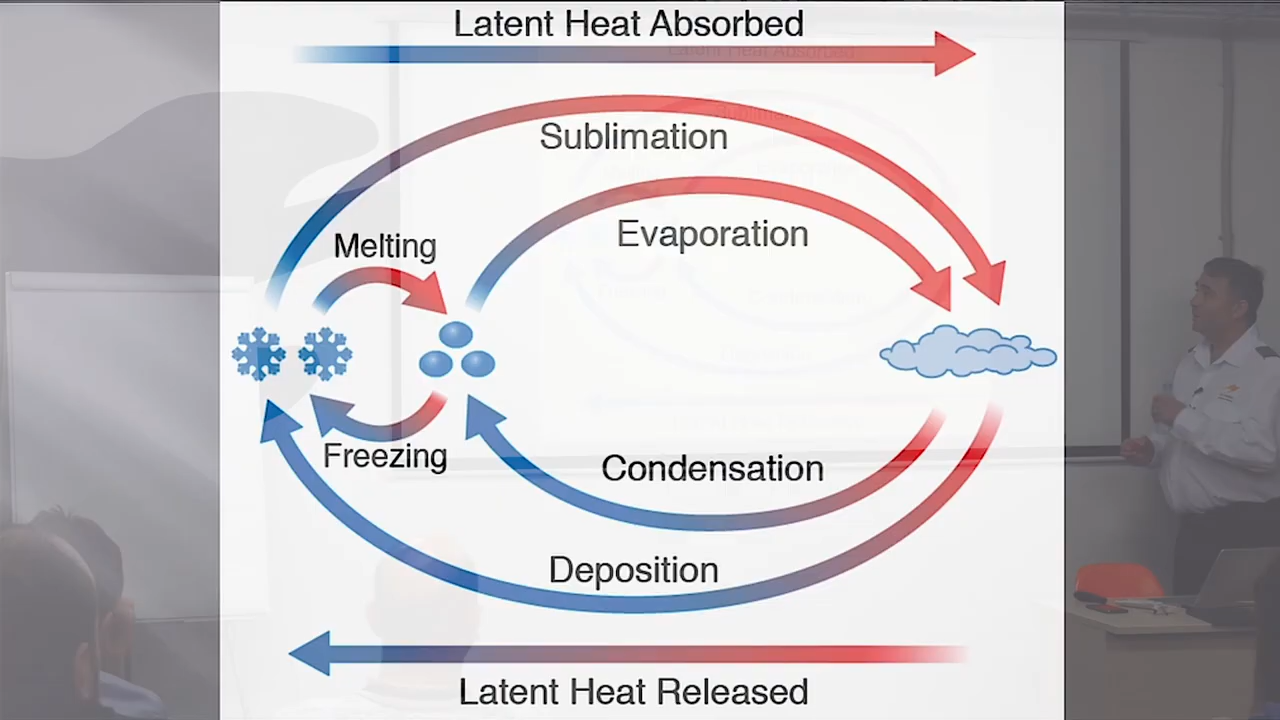 Latent Heat Absorbed
Sublimation
Evaporation
Melting
Freezing
Condensation
Deposition
Latent Heat Released